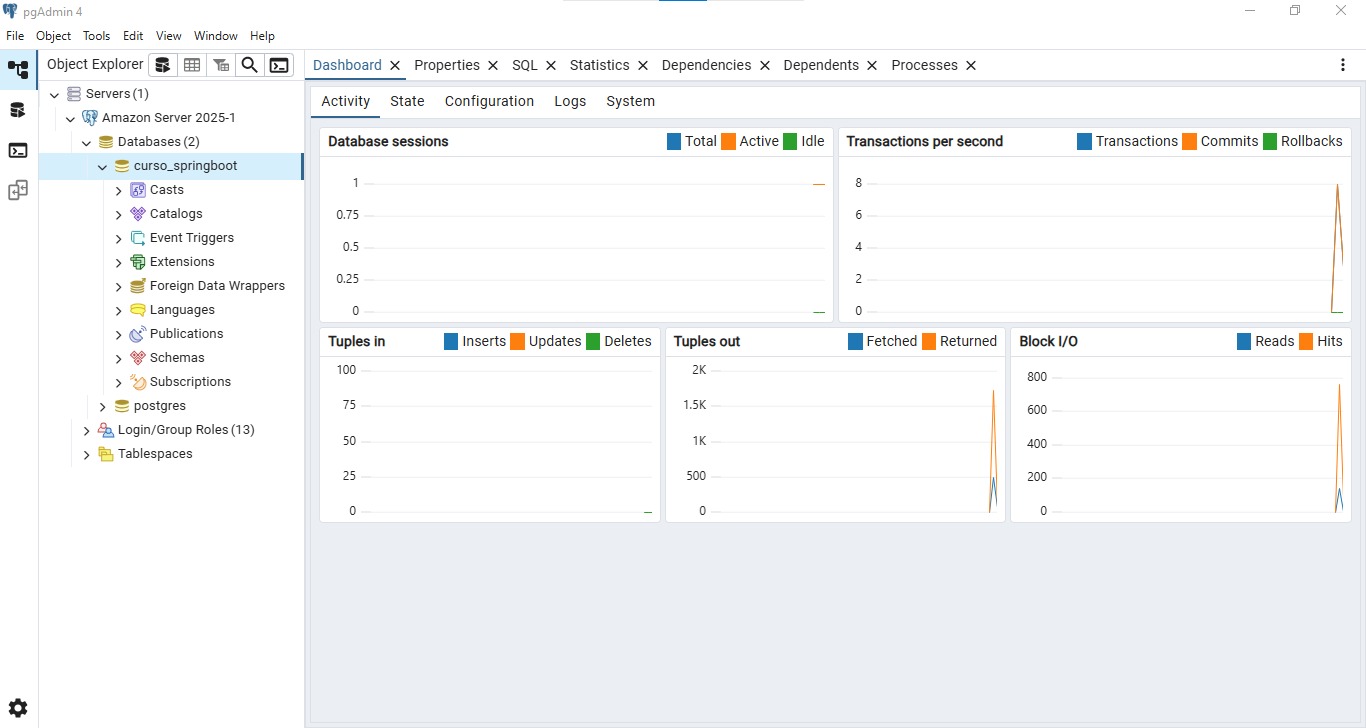 pgAdmin 4
File Object Tools Edit View Window Help
Object Explorer
Servers (1)
Amazon Server 2025-1
Databases (2)
curso_springboot
Casts
Catalogs
Event Triggers
Extensions
Foreign Data Wrappers
Languages
Publications
Schemas
Subscriptions
postgres
Login/Group Roles (13)
Tablespaces
Dashboard Properties SQL Statistics Dependencies Dependents Processes
Activity State Configuration Logs System
Database sessions Total Active Idle
1
0.75
0.5
0.25
0
Transactions per second Transactions Commits Rollbacks
8
6
4
2
0
Tuples in Inserts Updates Deletes
100
75
50
25
0
Tuples out Fetched Returned
2K
1.5K
1K
500
0
Block I/O Reads Hits
800
600
400
200
0